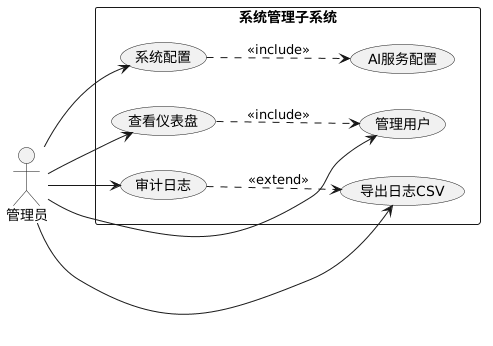 系统管理子系统
系统配置
«include»
AI服务配置
查看仪表盘
«include»
管理用户
审计日志
«extend»
导出日志CSV
管理员